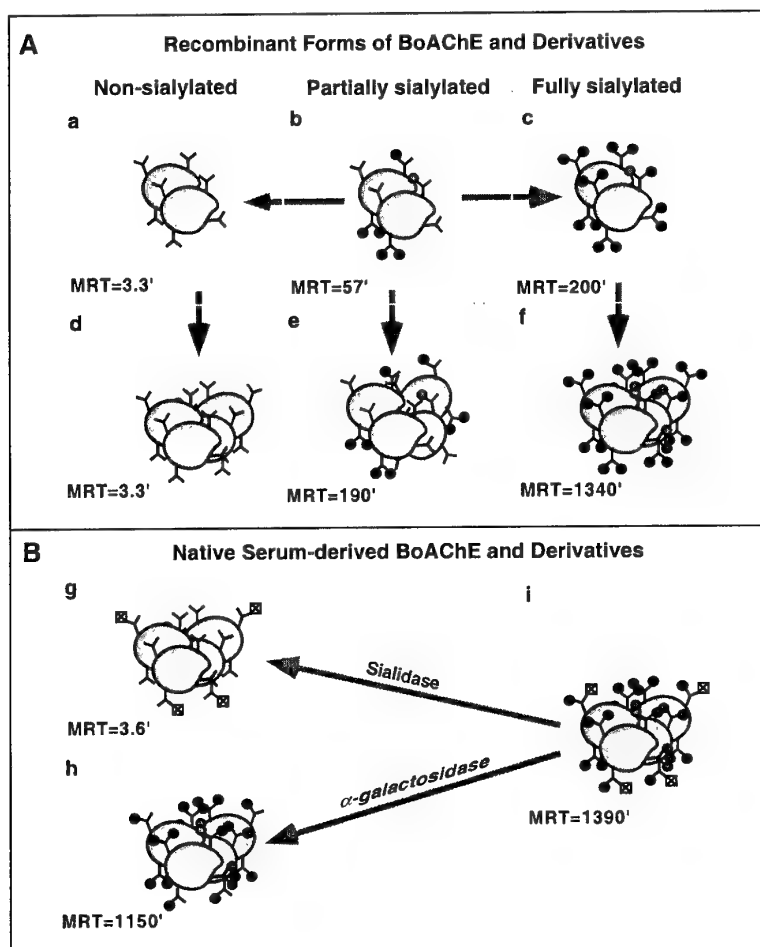 A
Recombinant Forms of BoAChE and Derivatives
Non-sialylated Partially sialylated Fully sialylated
a b c
MRT=3.3' MRT=57' MRT=200'
d e f
MRT=3.3' MRT=190' MRT=1340'
B
Native Serum-derived BoAChE and Derivatives
g i
Sialidase
MRT=3.6'
h
α-galactosidase
MRT=1390'
MRT=1150'